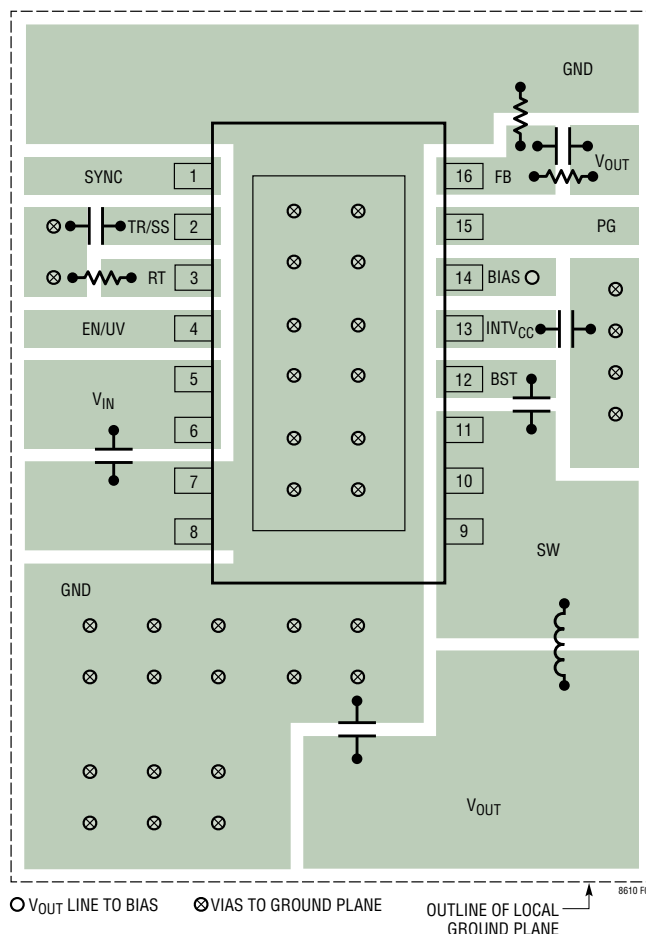 GND
SYNC 1 16 FB VOUT
TR/SS 2 15 PG
RT 3 14 BIAS
EN/UV 4 13 INTVCC
5 12 BST
VIN
6 11
7 10
8 9
SW
GND
VOUT
8610 F
VOUT LINE TO BIAS VIAS TO GROUND PLANE OUTLINE OF LOCAL
GROUND PLANE